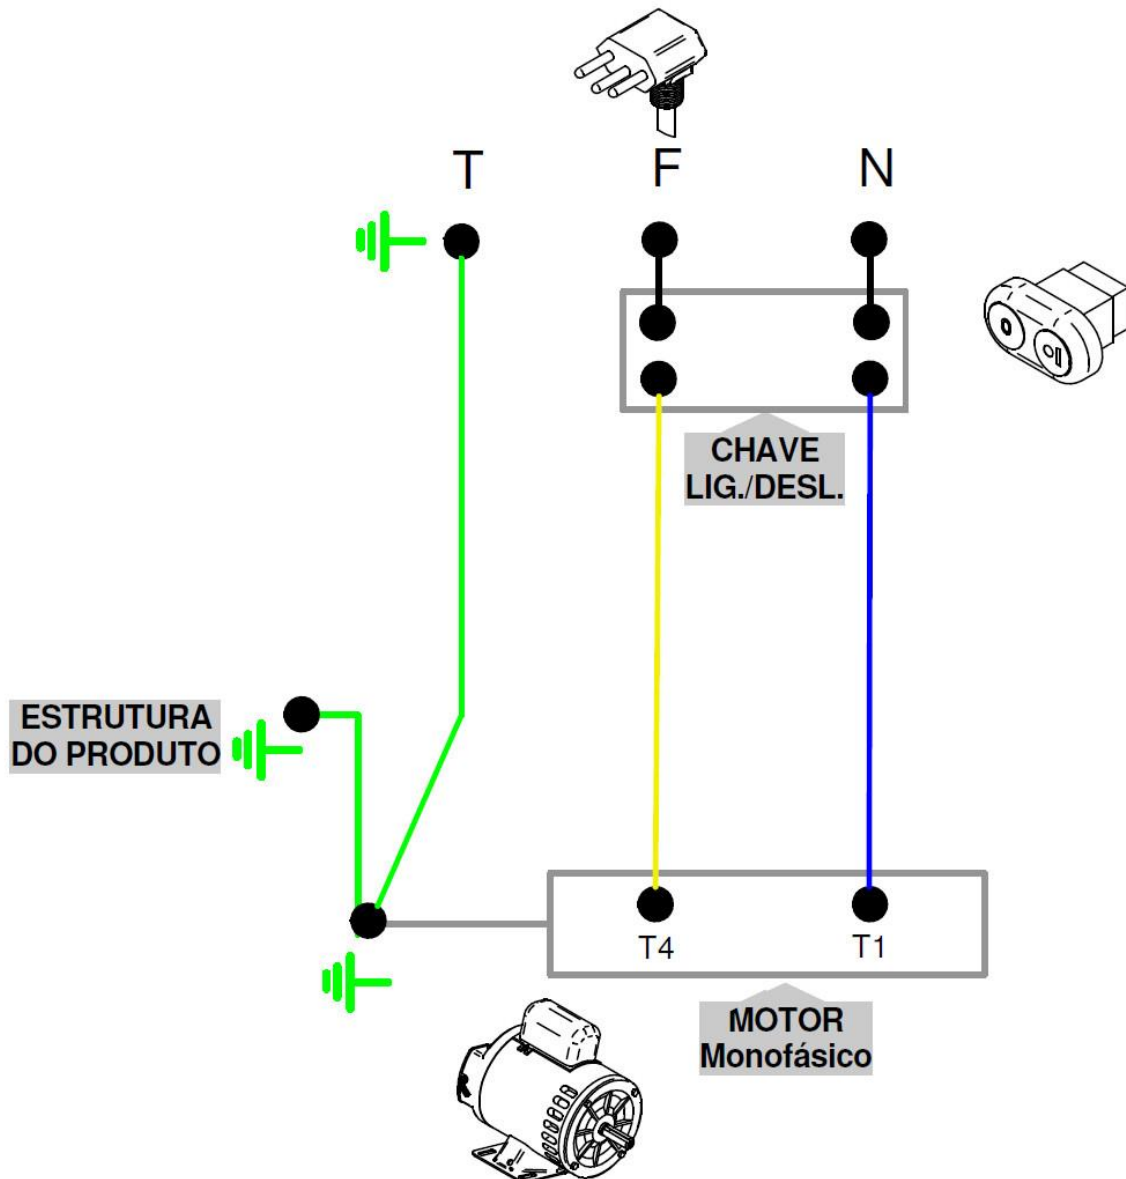 T F N
CHAVE
LIG./DESL.
ESTRUTURA
DO PRODUTO
T4 T1
MOTOR
Monofásico